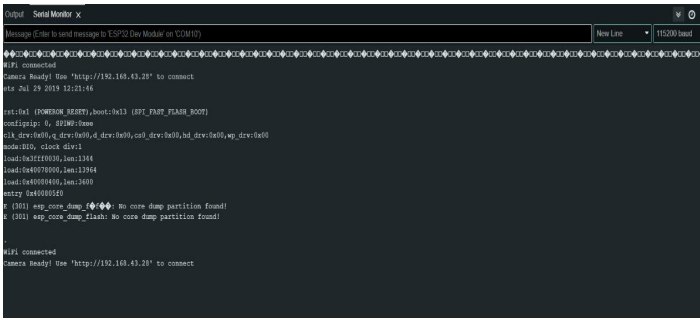 Output Serial Monitor x
Message (Enter to send message to 'ESP32 Dev Module' on 'COM10')
New Line
115200 baud
WiFi connected
Camera Ready! Use 'http://192.168.43.28' to connect
ets Jul 29 2019 12:21:46
rst:0x1 (POWERON_RESET),boot:0x13 (SPI_FAST_FLASH_BOOT)
configsip: 0, SPIWP:0xee
clk_drv:0x00,q_drv:0x00,d_drv:0x00,cs0_drv:0x00,hd_drv:0x00,wp_drv:0x00
mode:DIO, clock div:1
load:0x3fff0030,len:1344
load:0x40078000,len:13964
load:0x40080400,len:3600
entry 0x400805f0
E (301) esp_core_dump_f�f��: No core dump partition found!
E (301) esp_core_dump_flash: No core dump partition found!
.
WiFi connected
Camera Ready! Use 'http://192.168.43.28' to connect